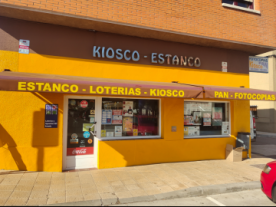 KIOSCO - ESTANCO
ESTANCO - LOTERIAS - KIOSCO
PAN - FOTOCOPIAS